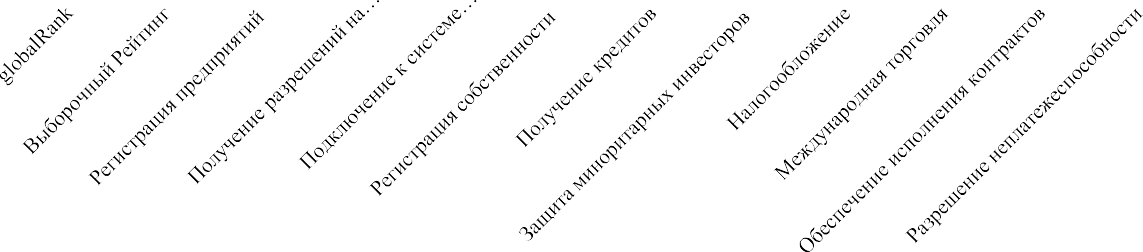 globalRank
Выборочный Рейтинг
Регистрация предприятий
Получение разрешений на…
Подключение к системе…
Регистрация собственности
Получение кредитов
Защита миноритарных инвесторов
Налогообложение
Международная торговля
Обеспечение исполнения контрактов
Разрешение неплатежеспособности